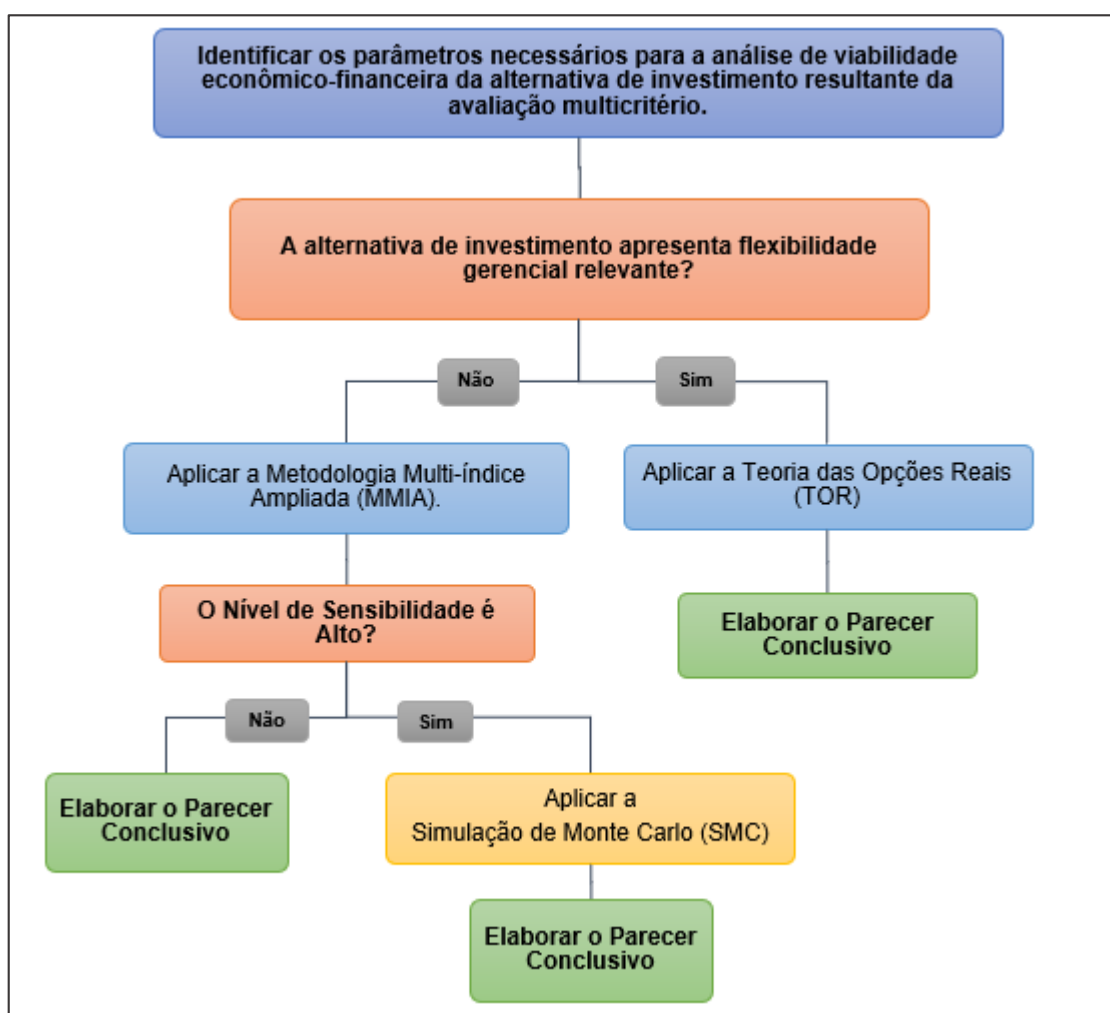 Identificar os parâmetros necessários para a análise de viabilidade
econômico-financeira da alternativa de investimento resultante da
avaliação multicritério.
A alternativa de investimento apresenta flexibilidade
gerencial relevante?
Não
Sim
Aplicar a Metodologia Multi-índice
Ampliada (MMIA).
Aplicar a Teoria das Opções Reais
(TOR)
O Nível de Sensibilidade é
Alto?
Elaborar o Parecer
Conclusivo
Não
Sim
Elaborar o Parecer
Conclusivo
Aplicar a
Simulação de Monte Carlo (SMC)
Elaborar o Parecer
Conclusivo